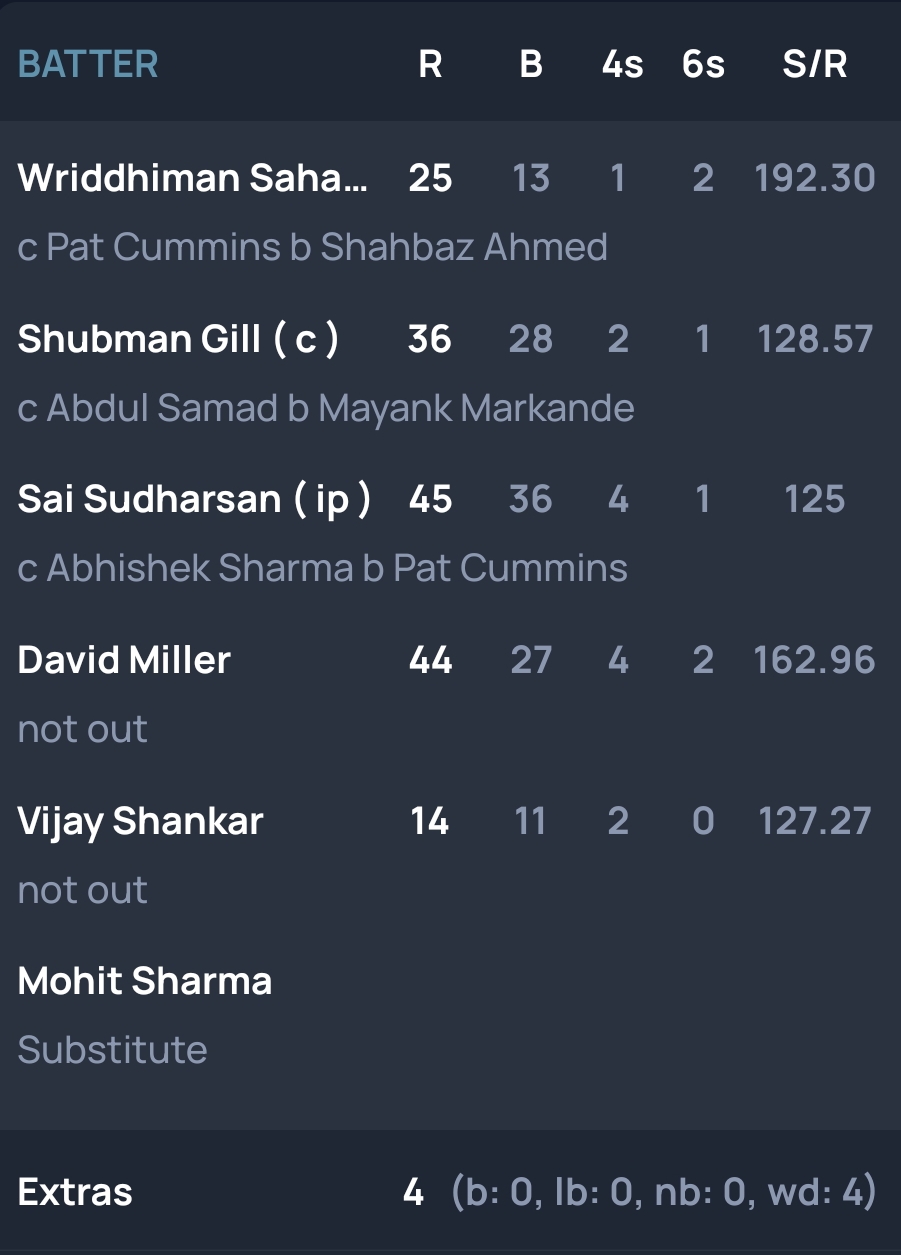 BATTER R B 4s 6s S/R
Wriddhiman Saha... 25 13 1 2 192.30
c Pat Cummins b Shahbaz Ahmed
Shubman Gill ( c ) 36 28 2 1 128.57
c Abdul Samad b Mayank Markande
Sai Sudharsan ( ip ) 45 36 4 1 125
c Abhishek Sharma b Pat Cummins
David Miller 44 27 4 2 162.96
not out
Vijay Shankar 14 11 2 0 127.27
not out
Mohit Sharma
Substitute
Extras 4 (b: 0, lb: 0, nb: 0, wd: 4)